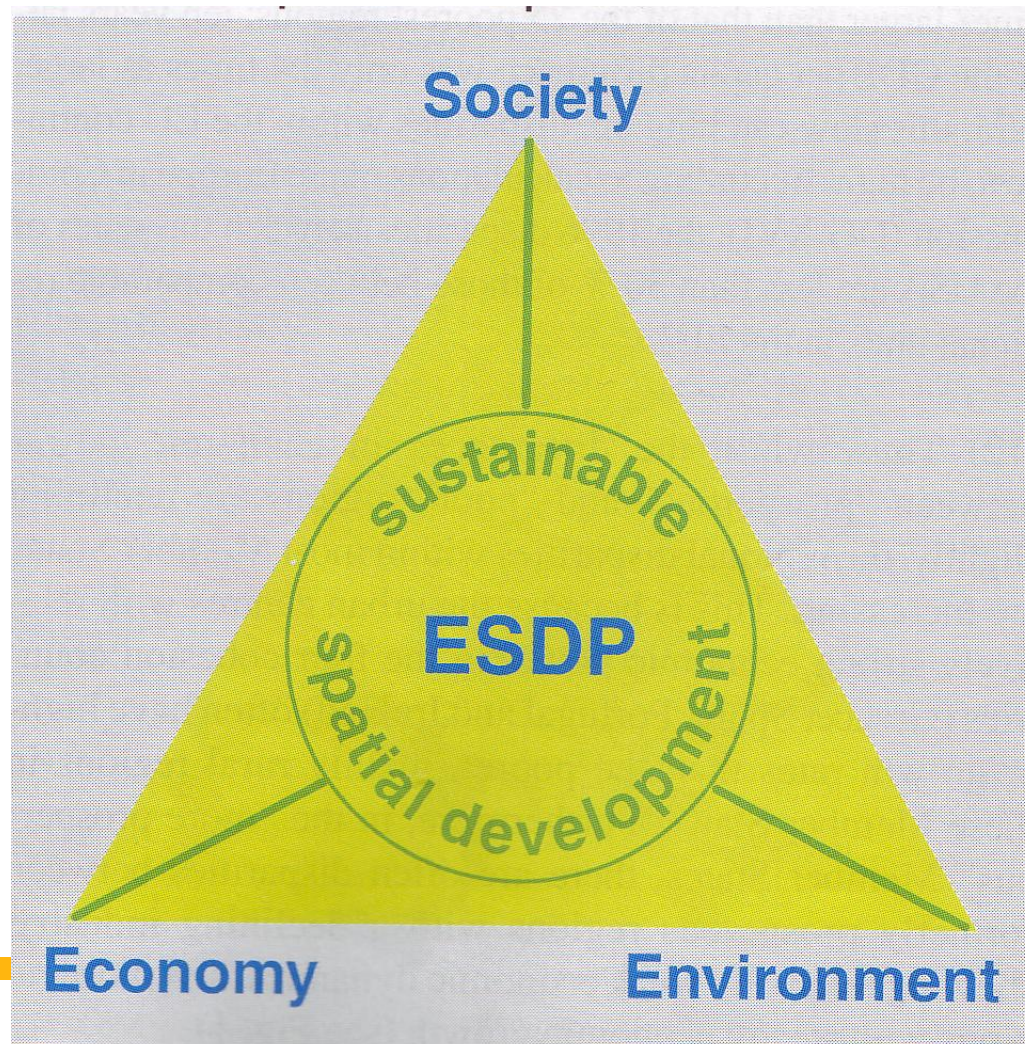 Society
sustainable
ESDP
spatial development
Economy
Environment